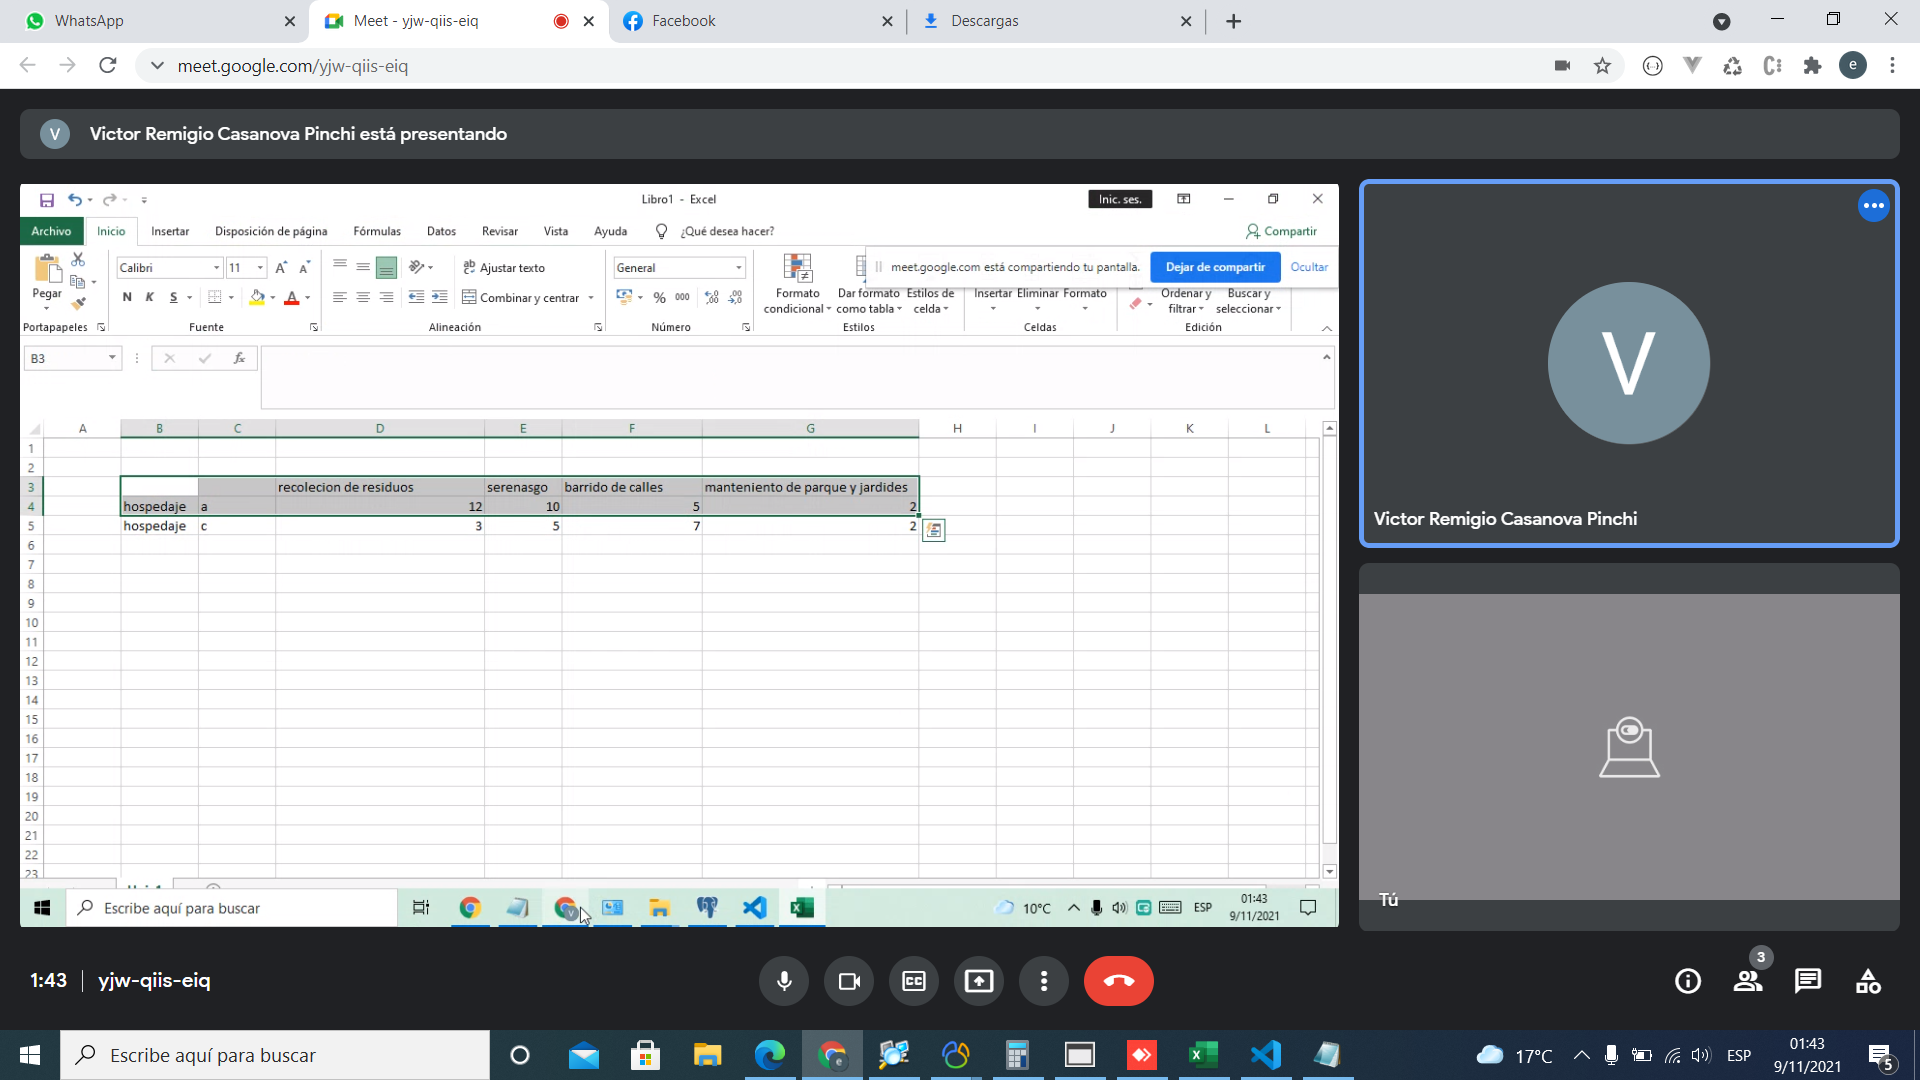 WhatsApp
Meet - yjw-qiis-eiq
Facebook
Descargas
meet.google.com/yjw-qiis-eiq
e
V
Victor Remigio Casanova Pinchi está presentando
Libro1 - Excel
Inic. ses.
Archivo Inicio Insertar Disposición de página Fórmulas Datos Revisar Vista Ayuda ¿Qué desea hacer? Compartir
Pegar
Calibri 11
N K S
Ajustar texto
Combinar y centrar
General
% 000
Formato condicional
Dar formato como tabla
Estilos de celda
Insertar Eliminar Formato
Ordenar y filtrar
Buscar y seleccionar
meet.google.com está compartiendo tu pantalla.
Dejar de compartir
Ocultar
Portapapeles Fuente Alineación Número Estilos Celdas Edición
B3
fx
A B C D E F G H I J K L
1
2
3 recolecion de residuos serenasgo barrido de calles manteniento de parque y jardides
4 hospedaje a 12 10 5 2
5 hospedaje c 3 5 7 2
6
7
8
9
10
11
12
13
14
15
16
17
18
19
20
21
22
23
Escribe aquí para buscar
10°C
ESP
01:43
9/11/2021
V
Victor Remigio Casanova Pinchi
Tú
1:43
yjw-qiis-eiq
CC
3
Escribe aquí para buscar
17°C
ESP
01:43
9/11/2021
5